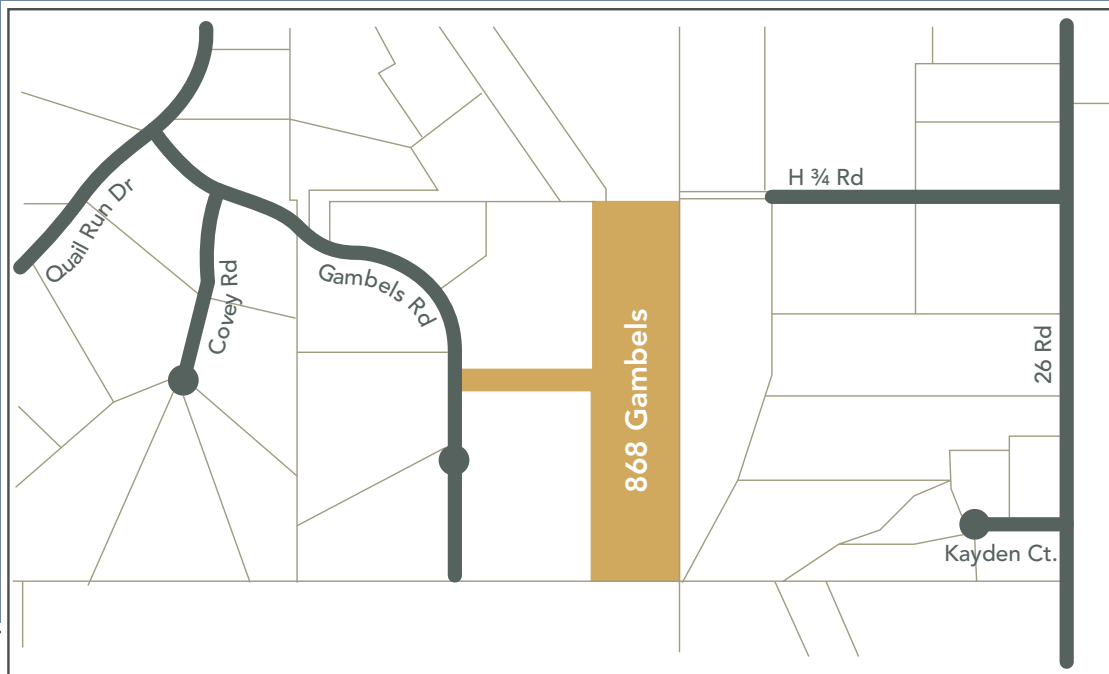 H ¾ Rd
Quail Run Dr
Covey Rd
Gambels Rd
868 Gambels
26 Rd
Kayden Ct.